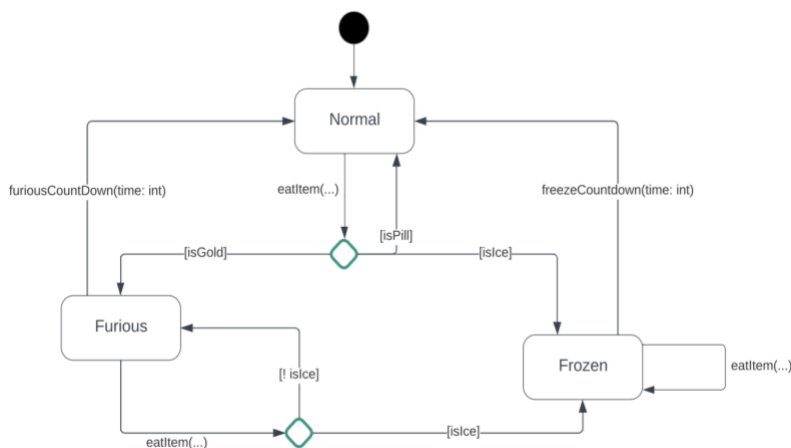 Normal
furiousCountDown(time: int)
eatItem(...)
freezeCountdown(time: int)
[isPill]
[isGold]
[isIce]
Furious
Frozen
eatItem(...)
[! isIce]
eatItem(...)
[isIce]